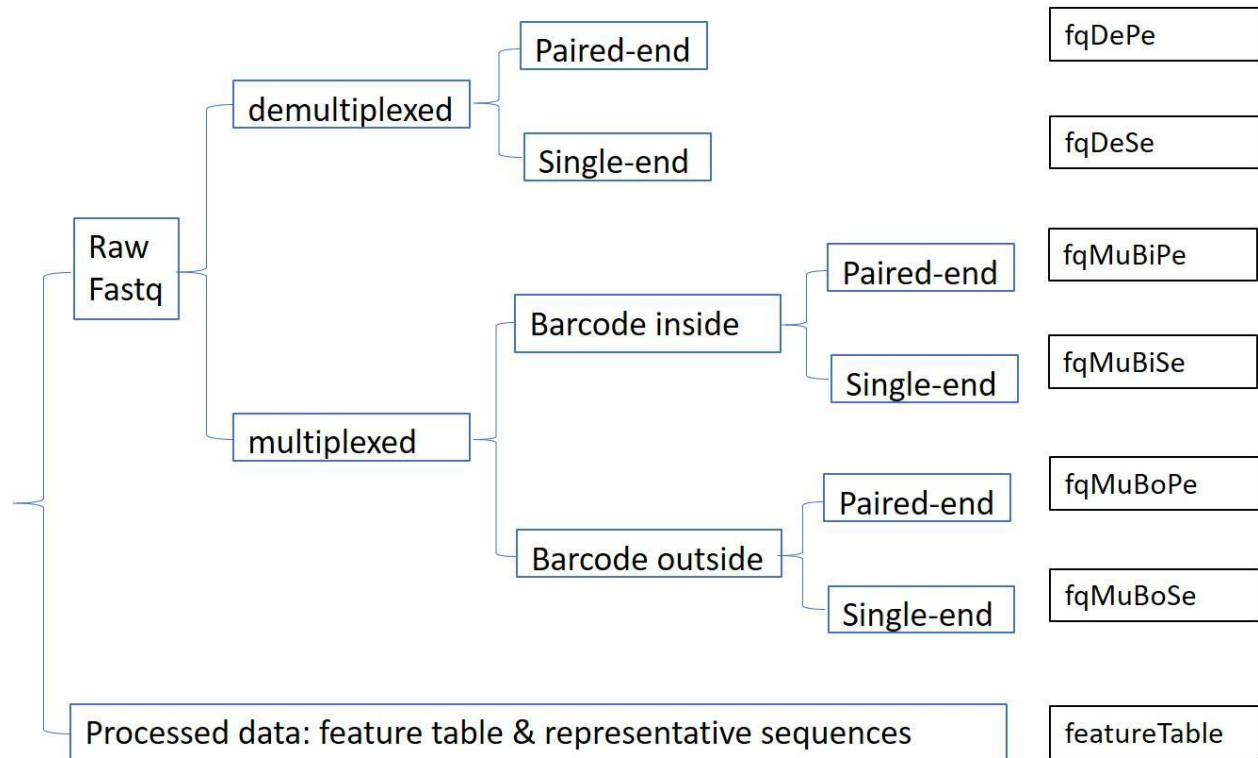 Paired-end
fqDePe
demultiplexed
Single-end
fqDeSe
Raw
Fastq
Paired-end
fqMuBiPe
Barcode inside
Single-end
fqMuBiSe
multiplexed
Paired-end
fqMuBoPe
Barcode outside
Single-end
fqMuBoSe
Processed data: feature table & representative sequences
featureTable